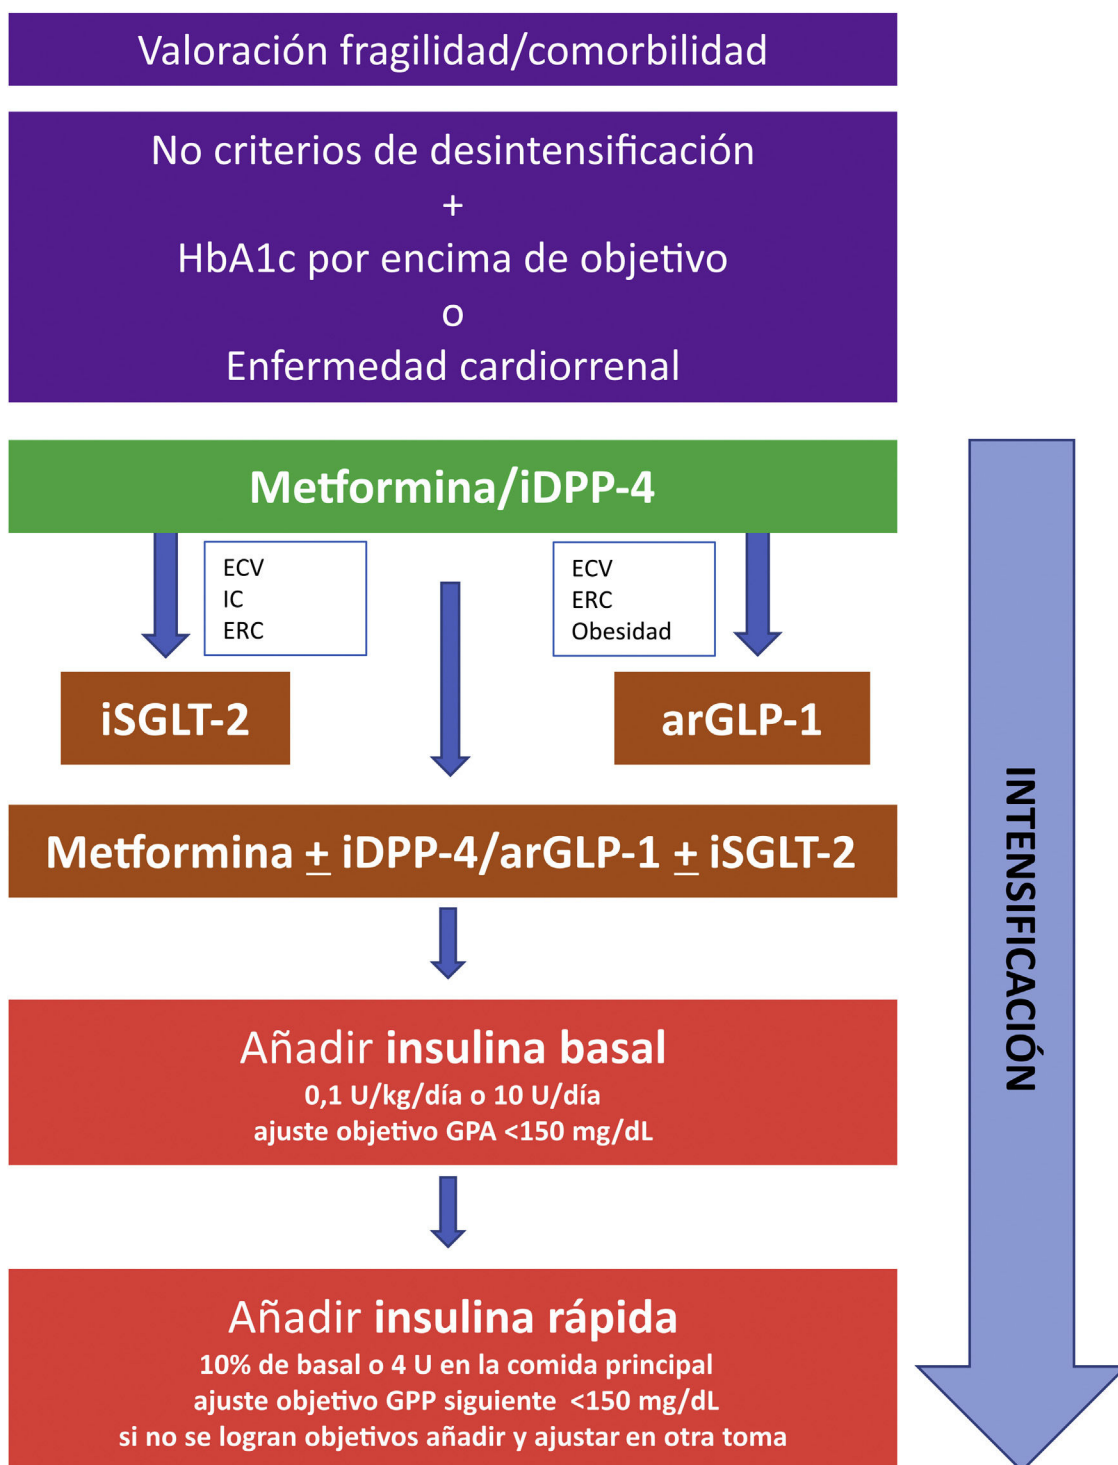 Valoración fragilidad/comorbilidad
No criterios de desintensificación
+
HbA1c por encima de objetivo
o
Enfermedad cardiorrenal
Metformina/iDPP-4
ECV
IC
ERC
ECV
ERC
Obesidad
iSGLT-2
arGLP-1
Metformina ± iDPP-4/arGLP-1 ± iSGLT-2
Añadir insulina basal
0,1 U/kg/día o 10 U/día
ajuste objetivo GPA <150 mg/dL
Añadir insulina rápida
10% de basal o 4 U en la comida principal
ajuste objetivo GPP siguiente <150 mg/dL
si no se logran objetivos añadir y ajustar en otra toma
INTENSIFICACIÓN